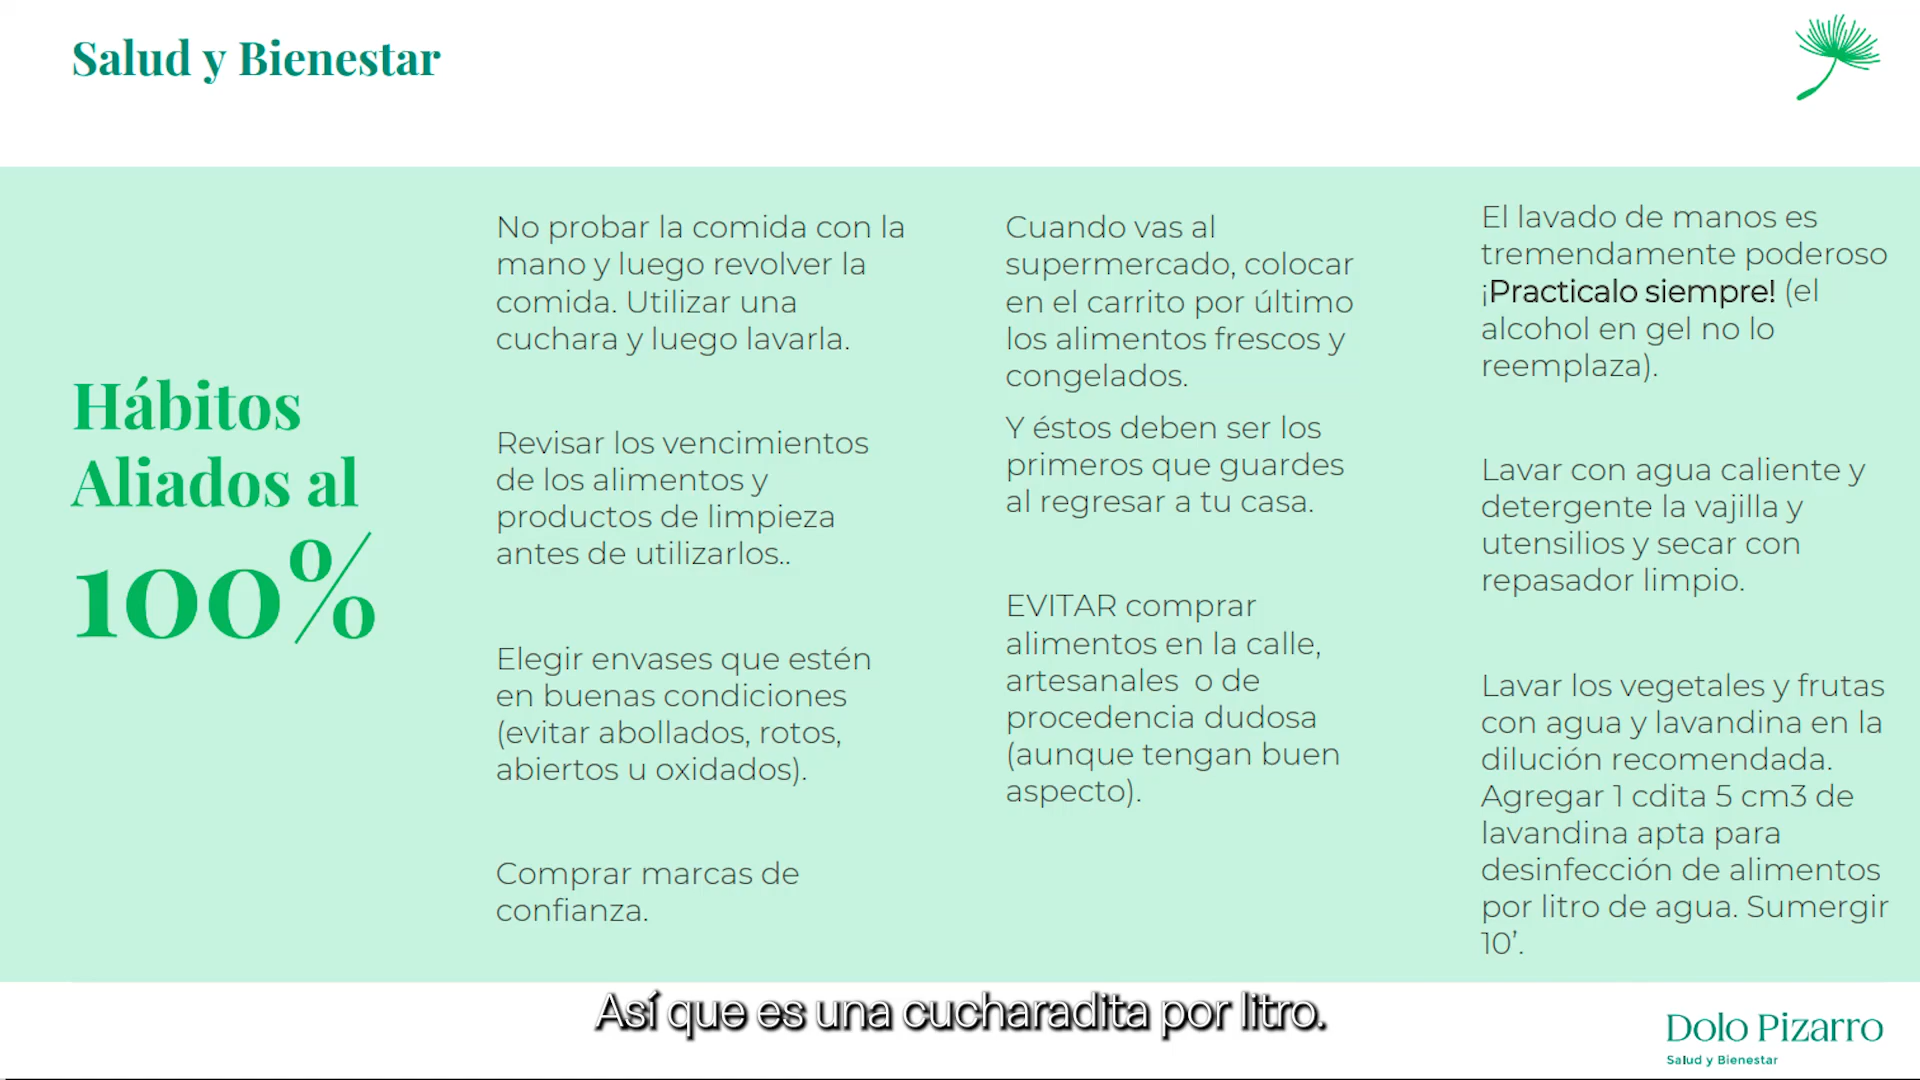 Salud y Bienestar
Hábitos
Aliados al
100%
No probar la comida con la
mano y luego revolver la
comida. Utilizar una
cuchara y luego lavarla.
Revisar los vencimientos
de los alimentos y
productos de limpieza
antes de utilizarlos..
Elegir envases que estén
en buenas condiciones
(evitar abollados, rotos,
abiertos u oxidados).
Comprar marcas de
confianza.
Cuando vas al
supermercado, colocar
en el carrito por último
los alimentos frescos y
congelados.
Y éstos deben ser los
primeros que guardes
al regresar a tu casa.
EVITAR comprar
alimentos en la calle,
artesanales o de
procedencia dudosa
(aunque tengan buen
aspecto).
El lavado de manos es
tremendamente poderoso
¡Practicalo siempre! (el
alcohol en gel no lo
reemplaza).
Lavar con agua caliente y
detergente la vajilla y
utensilios y secar con
repasador limpio.
Lavar los vegetales y frutas
con agua y lavandina en la
dilución recomendada.
Agregar 1 cdita 5 cm3 de
lavandina apta para
desinfección de alimentos
por litro de agua. Sumergir
10’.
Así que es una cucharadita por litro.
Dolo Pizarro
Salud y Bienestar